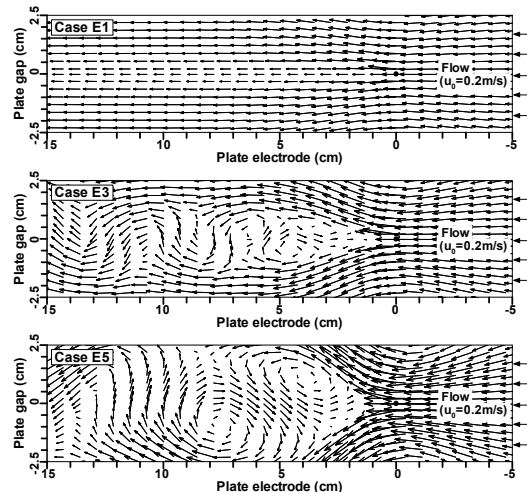 Case E1
Plate gap (cm)
2.5
0
-2.5
Flow
(u₀=0.2m/s)
15 10 5 0 -5
Plate electrode (cm)
Case E3
Plate gap (cm)
2.5
0
-2.5
Flow
(u₀=0.2m/s)
15 10 5 0 -5
Plate electrode (cm)
Case E5
Plate gap (cm)
2.5
0
-2.5
Flow
(u₀=0.2m/s)
15 10 5 0 -5
Plate electrode (cm)